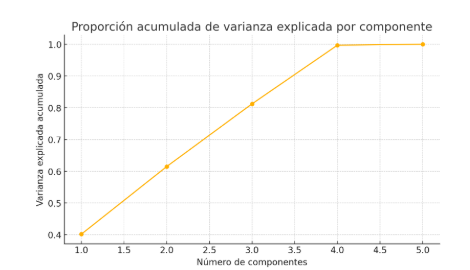 Proporción acumulada de varianza explicada por componente
Varianza explicada acumulada
1.0
0.9
0.8
0.7
0.6
0.5
0.4
1.0 1.5 2.0 2.5 3.0 3.5 4.0 4.5 5.0
Número de componentes